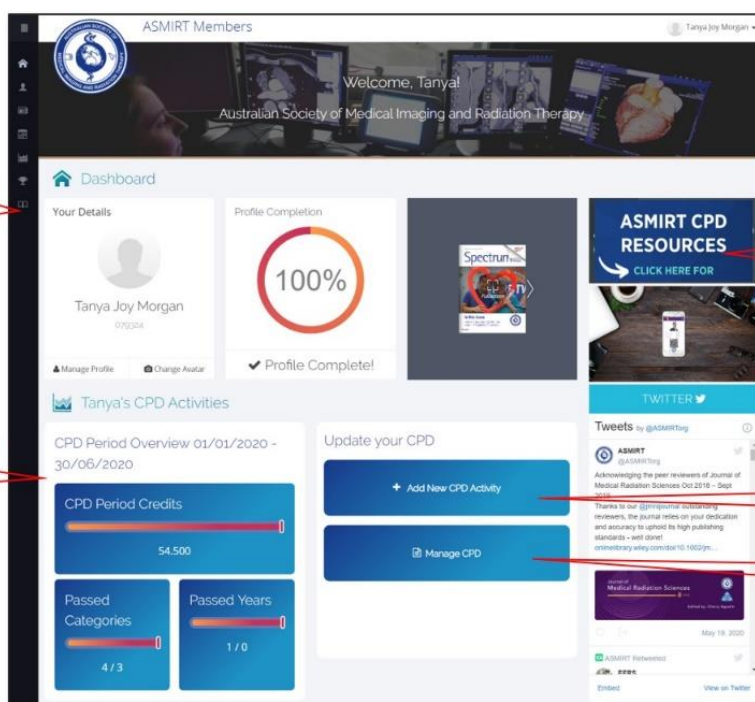 ASMIRT Members
Tanya Joy Morgan
Welcome, Tanya!
Australian Society of Medical Imaging and Radiation Therapy
Dashboard
Your Details
Tanya Joy Morgan
Manage Profile
Change Avatar
Profile Completion
100%
Profile Complete!
Spectrum
ASMIRT CPD
RESOURCES
CLICK HERE FOR
TWITTER
Tanya's CPD Activities
CPD Period Overview 01/01/2020 -
30/06/2020
CPD Period Credits
54.500
Passed
Categories
4 / 3
Passed Years
1 / 0
Update your CPD
+ Add New CPD Activity
Manage CPD
Tweets by @ASMIRTorg
ASMIRT
@ASMIRTorg
Acknowledging the peer reviewers of Journal of
Medical Radiation Sciences Oct 2018 – Sept
Thanks to our @jmrsjournal outstanding
reviewers, the journal relies on your dedication
and accuracy to uphold its high publishing
standards - well done!
Journal of
Medical Radiation Sciences
May 19, 2020
ASMIRT Retweeted
Embed
View on Twitter